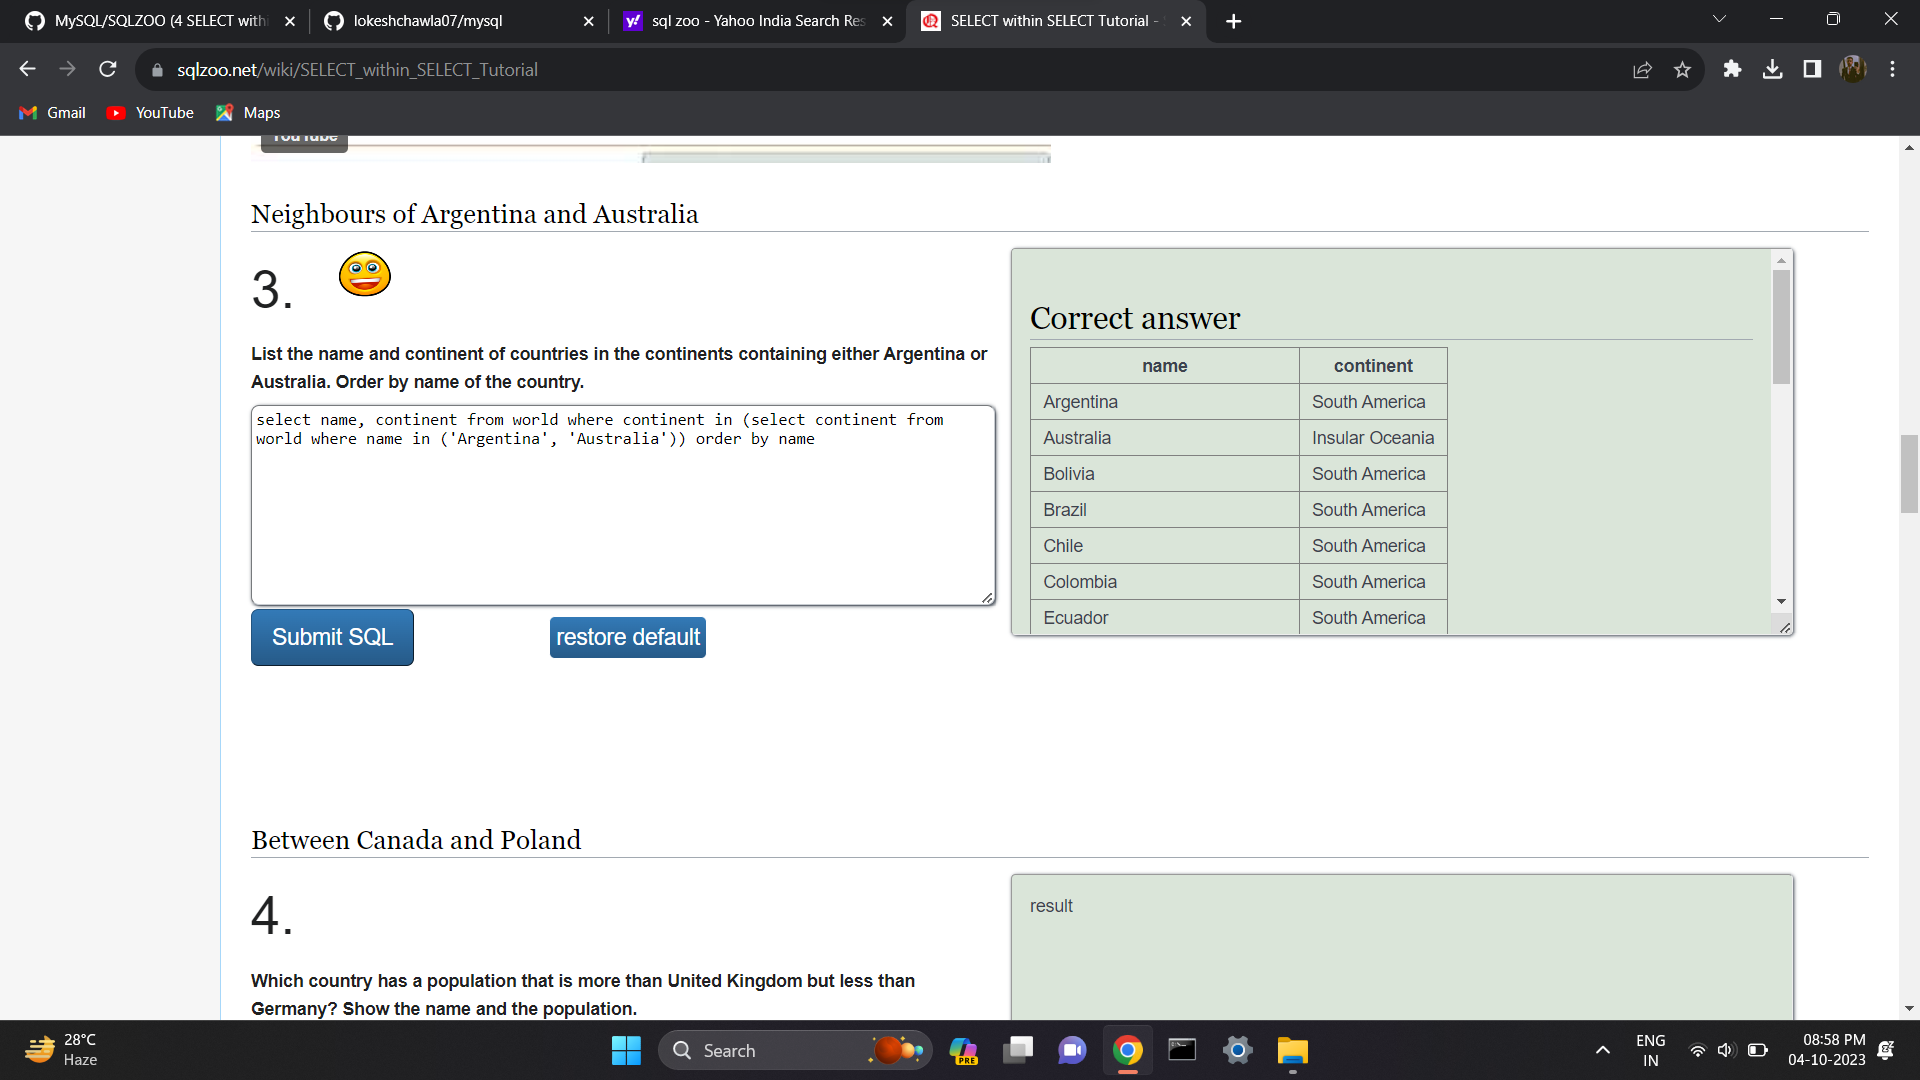 MySQL/SQLZOO (4 SELECT with
lokeshchawla07/mysql
sql zoo - Yahoo India Search Res
SELECT within SELECT Tutorial -
sqlzoo.net/wiki/SELECT_within_SELECT_Tutorial
Gmail
YouTube
Maps
YouTube
Neighbours of Argentina and Australia
3.
List the name and continent of countries in the continents containing either Argentina or
Australia. Order by name of the country.
select name, continent from world where continent in (select continent from
world where name in ('Argentina', 'Australia')) order by name
Submit SQL
restore default
Correct answer
name continent
Argentina South America
Australia Insular Oceania
Bolivia South America
Brazil South America
Chile South America
Colombia South America
Ecuador South America
Between Canada and Poland
4.
Which country has a population that is more than United Kingdom but less than
Germany? Show the name and the population.
result
28°C
Haze
Search
PRE
ENG
IN
08:58 PM
04-10-2023